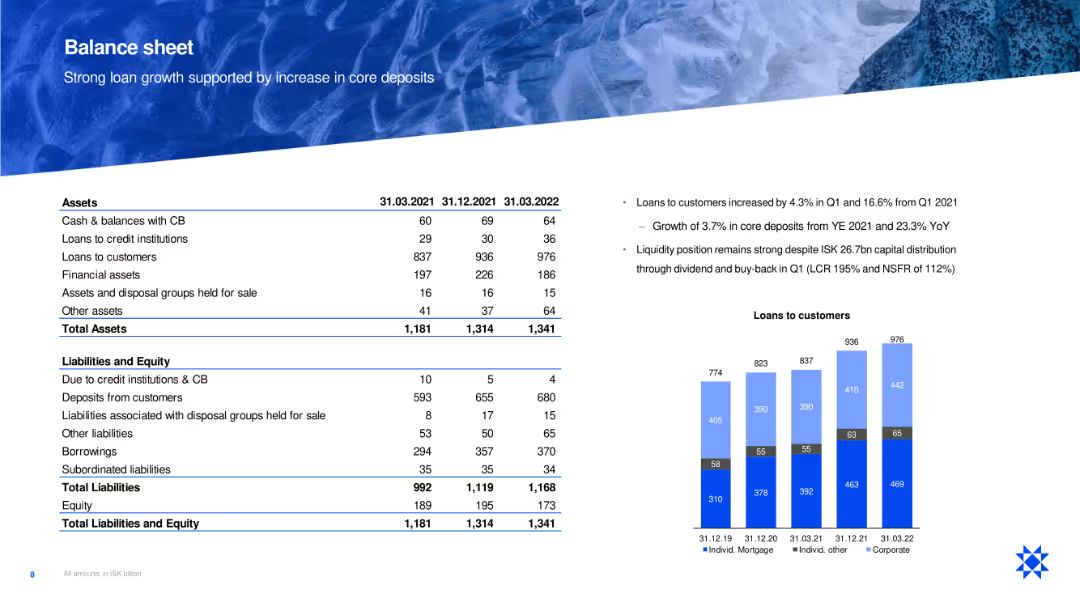 Balance sheet
Strong loan growth supported by increase in core deposits
Assets 31.03.2021 31.12.2021 31.03.2022
Cash & balances with CB 60 69 64
Loans to credit institutions 29 30 36
Loans to customers 837 936 976
Financial assets 197 226 186
Assets and disposal groups held for sale 16 16 15
Other assets 41 37 64
Total Assets 1,181 1,314 1,341
Liabilities and Equity
Due to credit institutions & CB 10 5 4
Deposits from customers 593 655 680
Liabilities associated with disposal groups held for sale 8 17 15
Other liabilities 53 50 65
Borrowings 294 357 370
Subordinated liabilities 35 35 34
Total Liabilities 992 1,119 1,168
Equity 189 195 173
Total Liabilities and Equity 1,181 1,314 1,341
• Loans to customers increased by 4.3% in Q1 and 16.6% from Q1 2021
– Growth of 3.7% in core deposits from YE 2021 and 23.3% YoY
• Liquidity position remains strong despite ISK 26.7bn capital distribution
through dividend and buy-back in Q1 (LCR 195% and NSFR of 112%)
Loans to customers
774 823 837 936 976
405 390 390 410 442
58 55 55 63 65
310 378 392 463 469
31.12.19 31.12.20 31.03.21 31.12.21 31.03.22
Individ. Mortgage Individ. other Corporate
8 All amounts in ISK billion